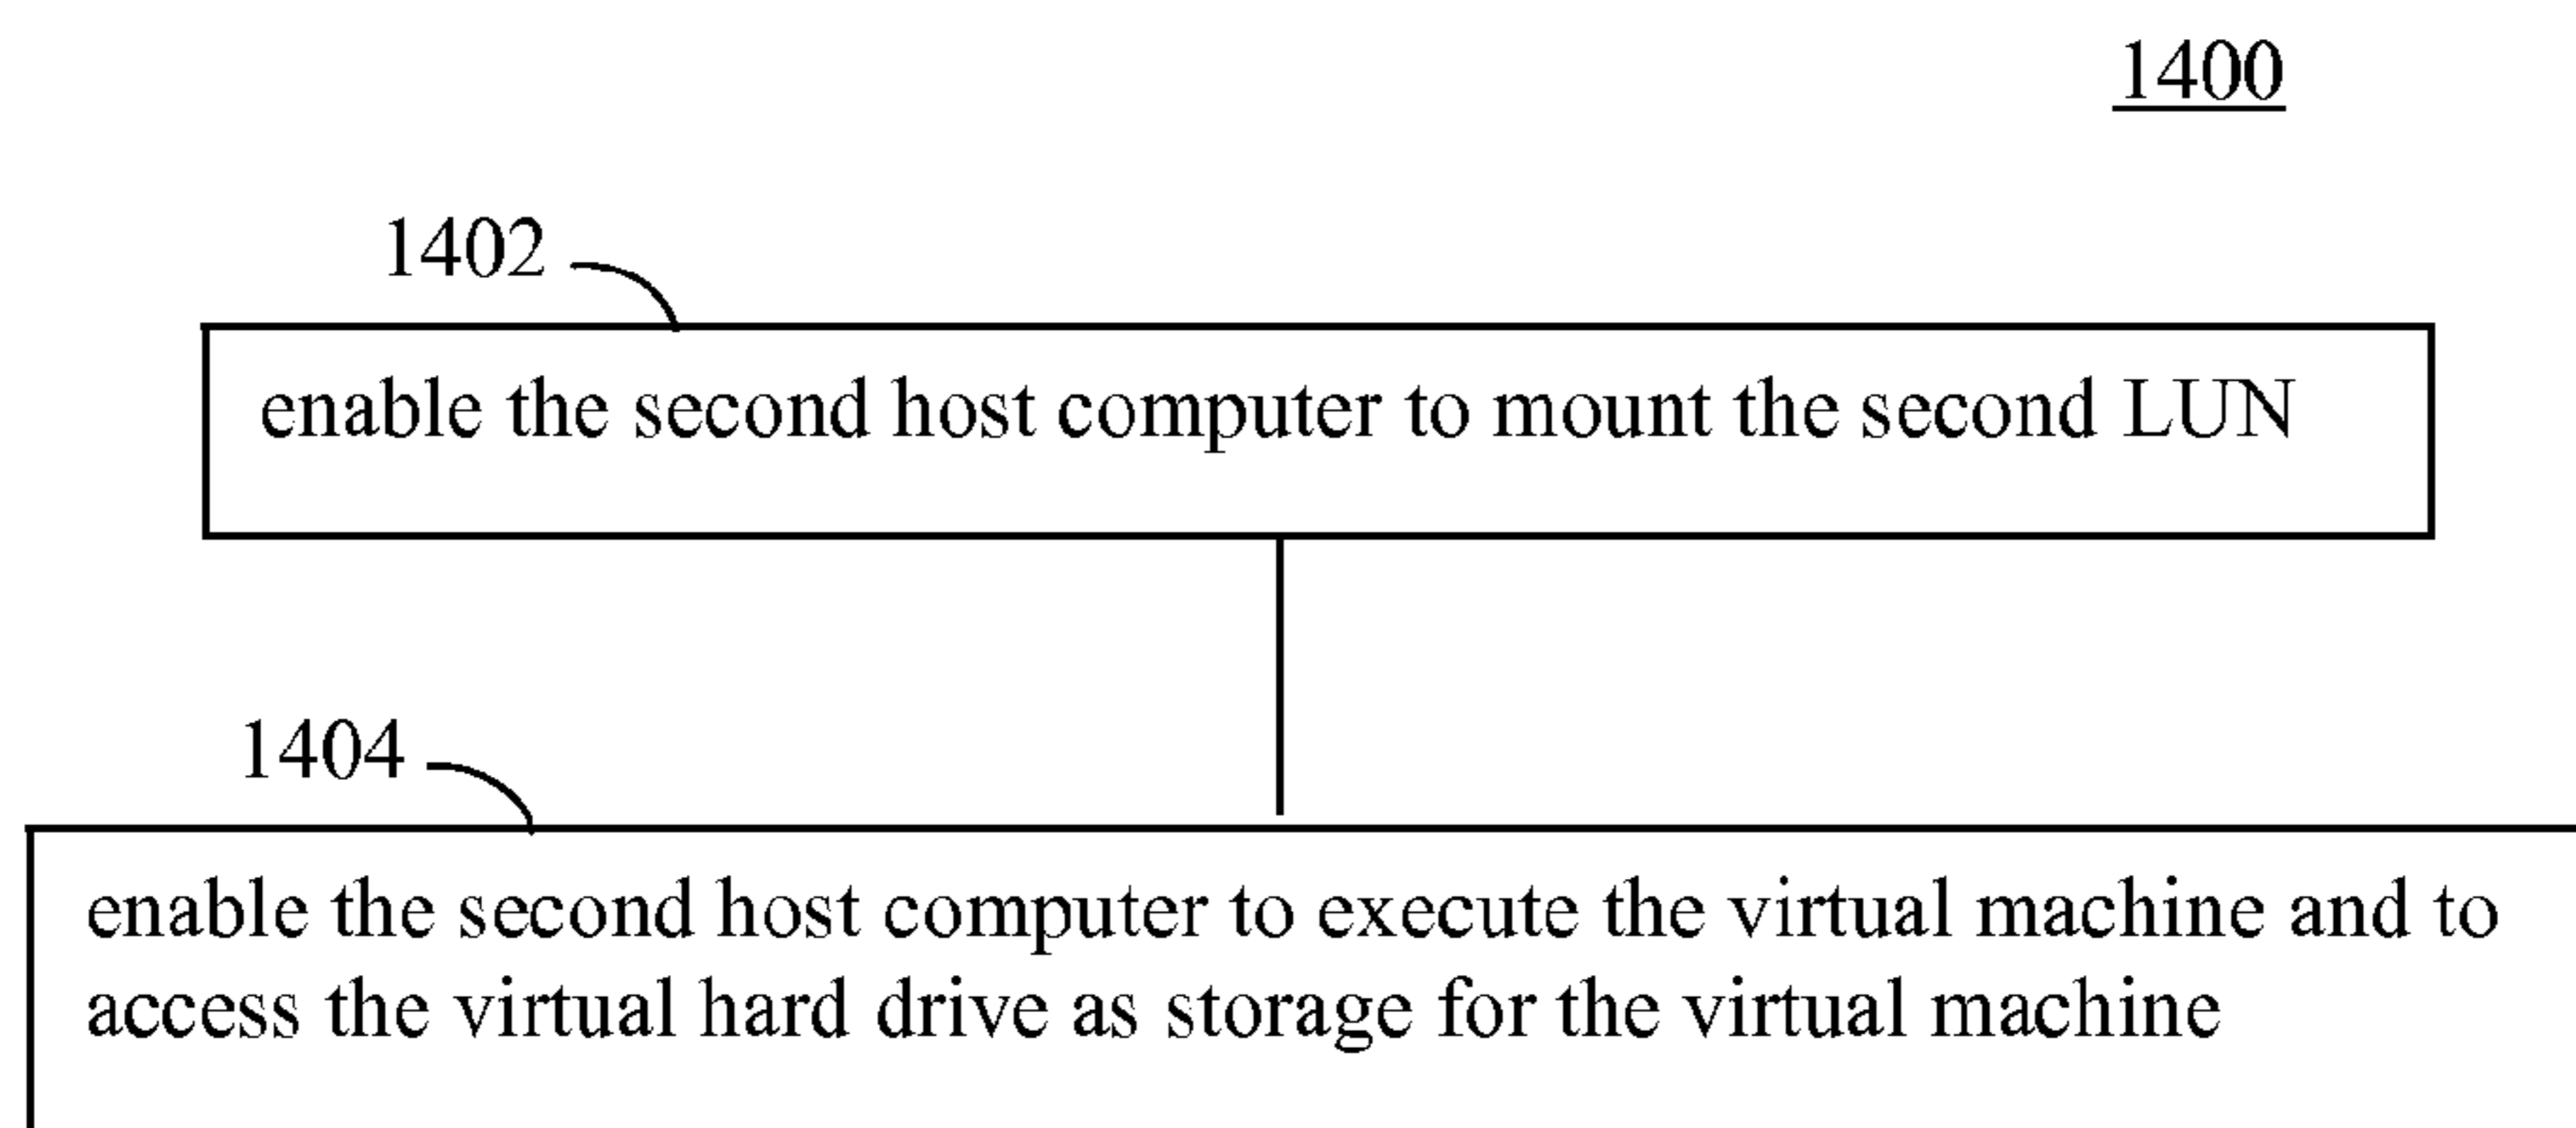 1400
1402
enable the second host computer to mount the second LUN
1404
enable the second host computer to execute the virtual machine and to
access the virtual hard drive as storage for the virtual machine